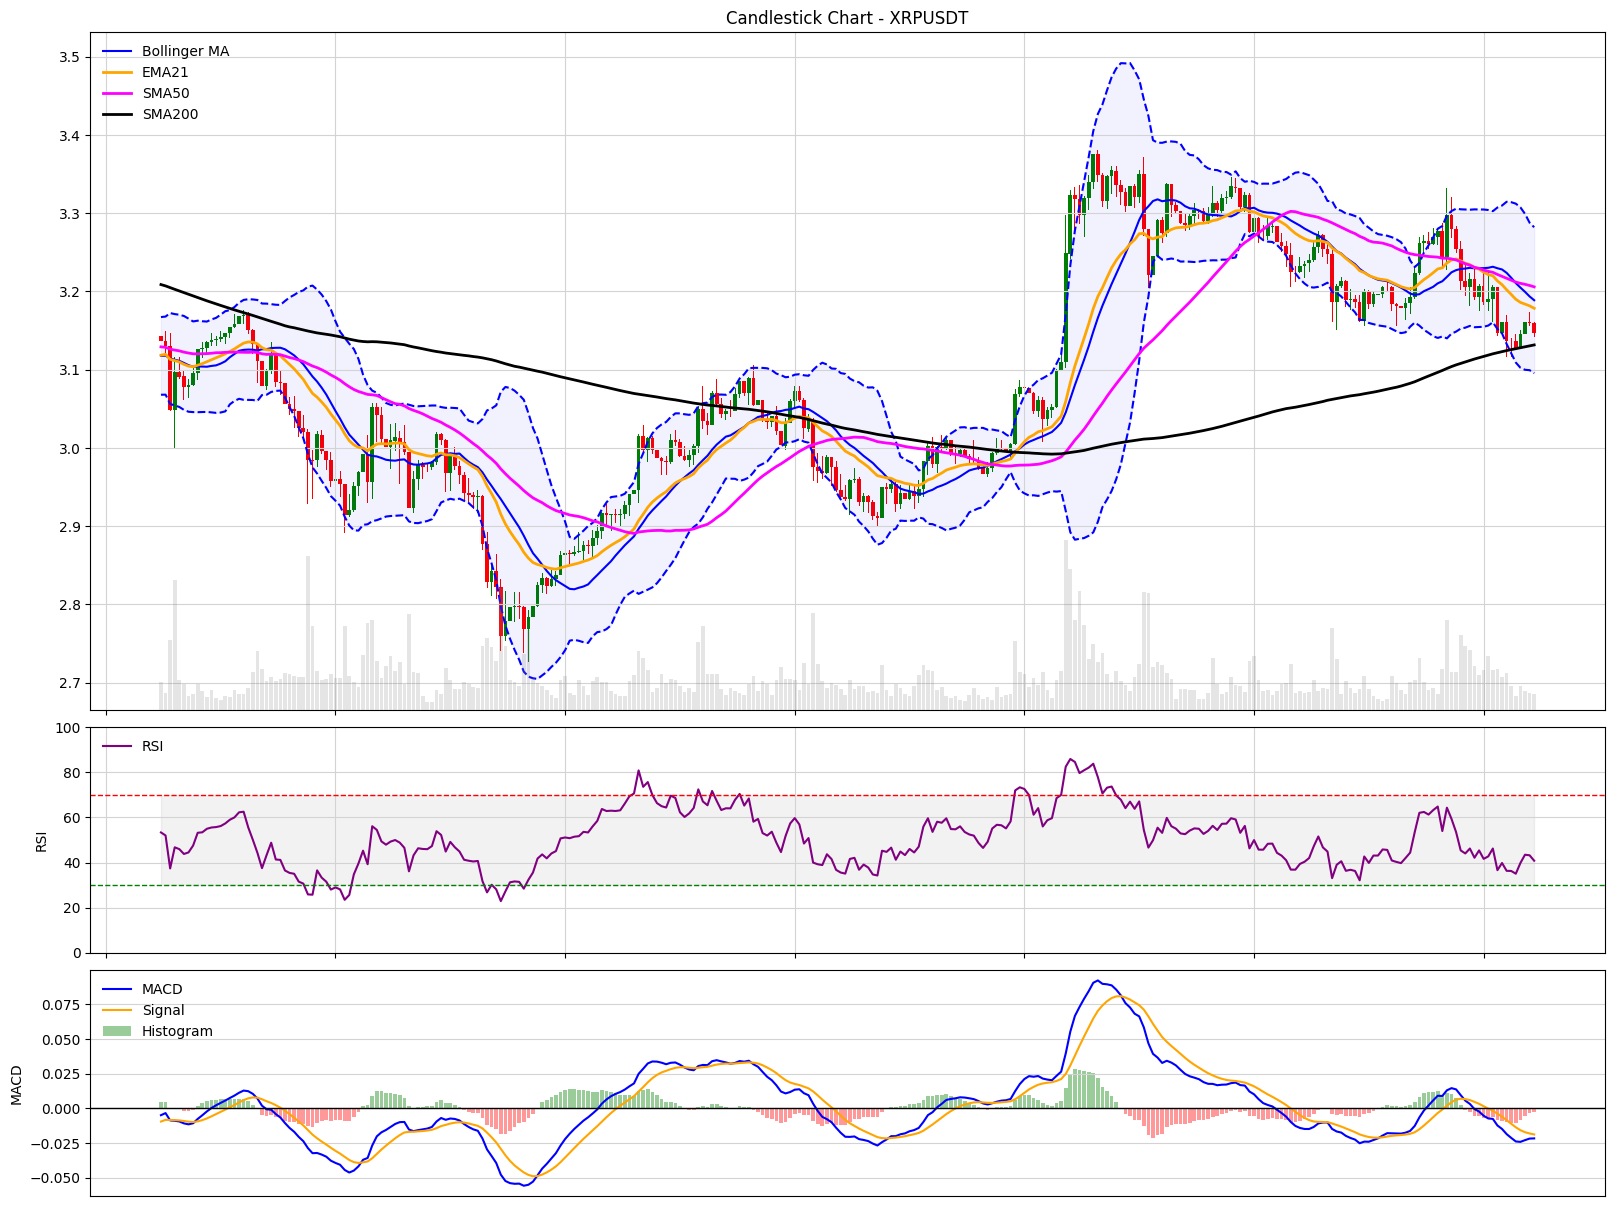 Candlestick Chart - XRPUSDT
Bollinger MA
EMA21
SMA50
SMA200
3.5
3.4
3.3
3.2
3.1
3.0
2.9
2.8
2.7
RSI
100
80
60
40
20
0
RSI
MACD
Signal
Histogram
0.075
0.050
0.025
0.000
−0.025
−0.050
MACD